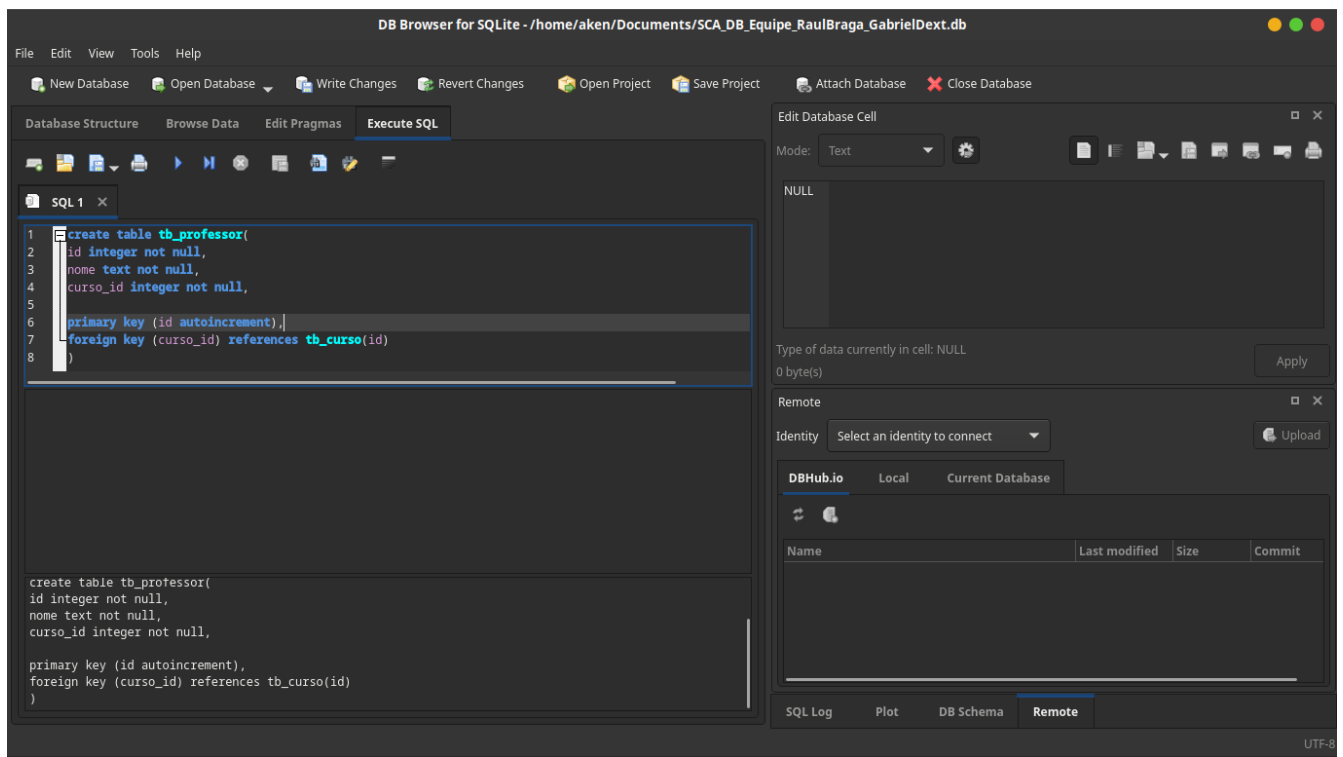 DB Browser for SQLite - /home/aken/Documents/SCA_DB_Equipe_RaulBraga_GabrielDext.db
File Edit View Tools Help
New Database Open Database Write Changes Revert Changes Open Project Save Project Attach Database Close Database
Database Structure Browse Data Edit Pragmas Execute SQL
SQL 1
1 create table tb_professor(
2 id integer not null,
3 nome text not null,
4 curso_id integer not null,
5
6 primary key (id autoincrement),
7 foreign key (curso_id) references tb_curso(id)
8 )
create table tb_professor(
id integer not null,
nome text not null,
curso_id integer not null,
primary key (id autoincrement),
foreign key (curso_id) references tb_curso(id)
)
Edit Database Cell
Mode: Text
NULL
Type of data currently in cell: NULL
0 byte(s)
Apply
Remote
Identity Select an identity to connect Upload
DBHub.io Local Current Database
Name Last modified Size Commit
SQL Log Plot DB Schema Remote
UTF-8